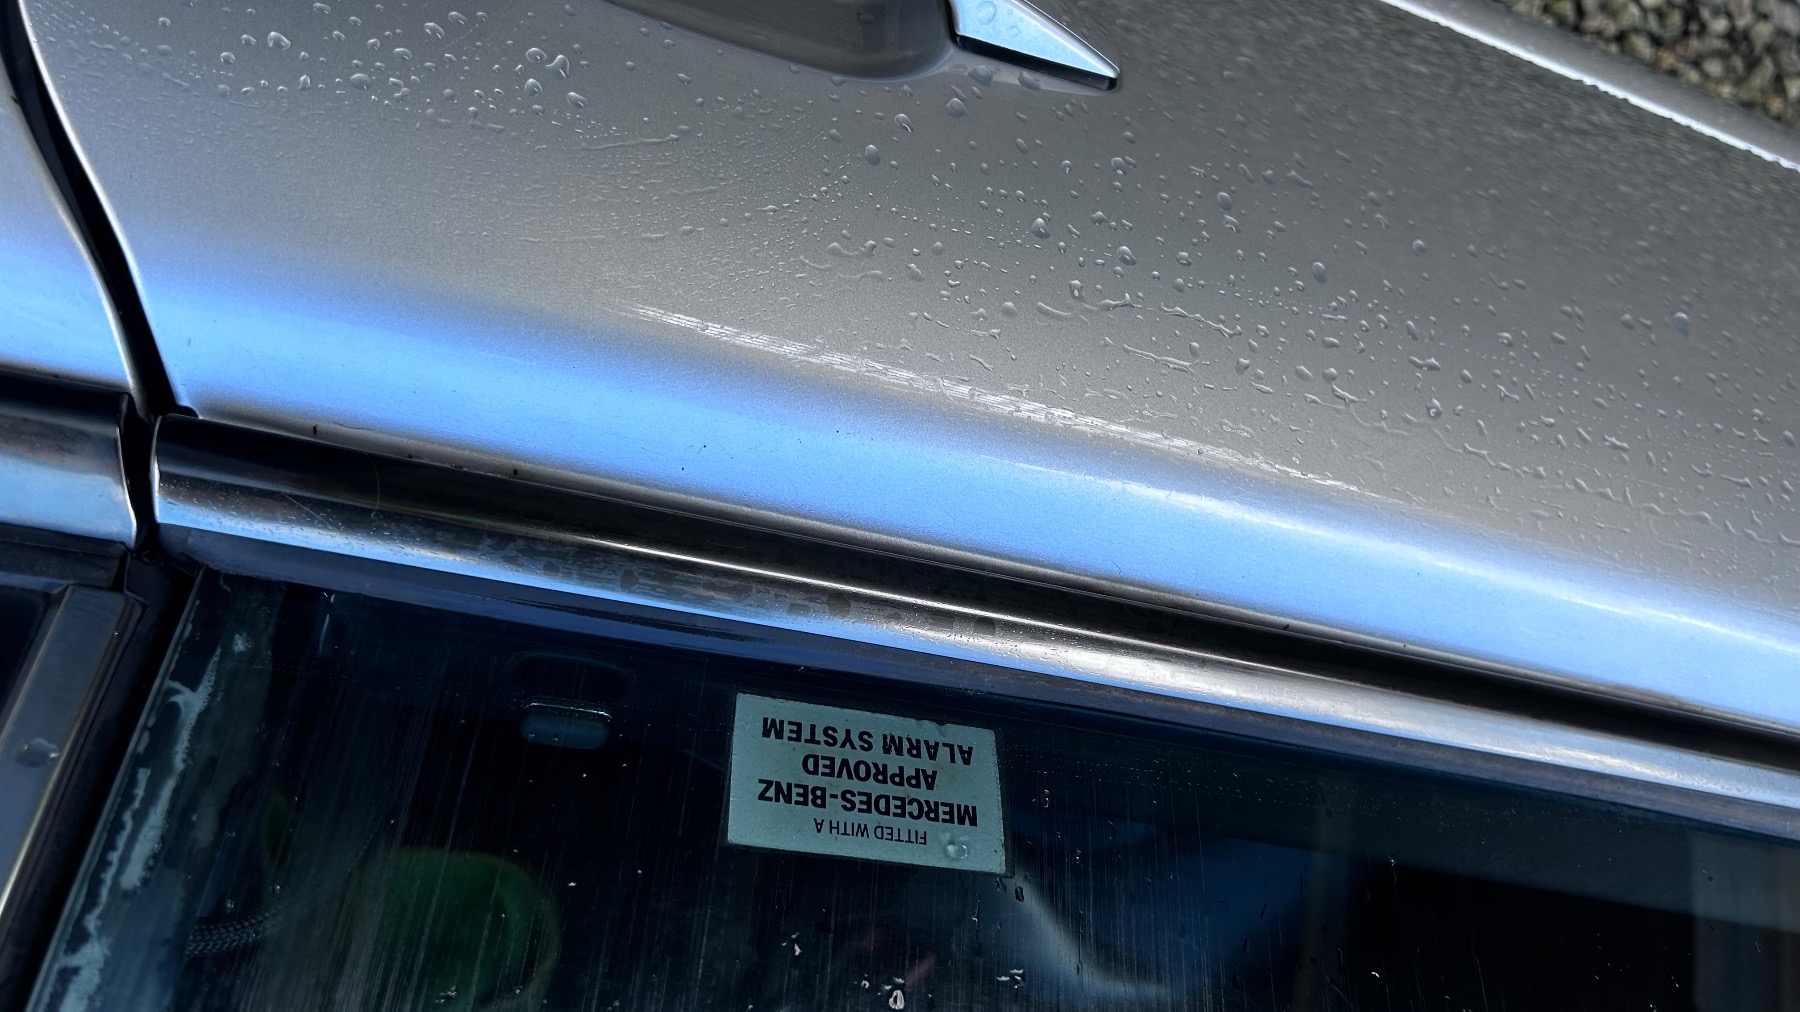 FITTED WITH A
MERCEDES-BENZ
APPROVED
ALARM SYSTEM